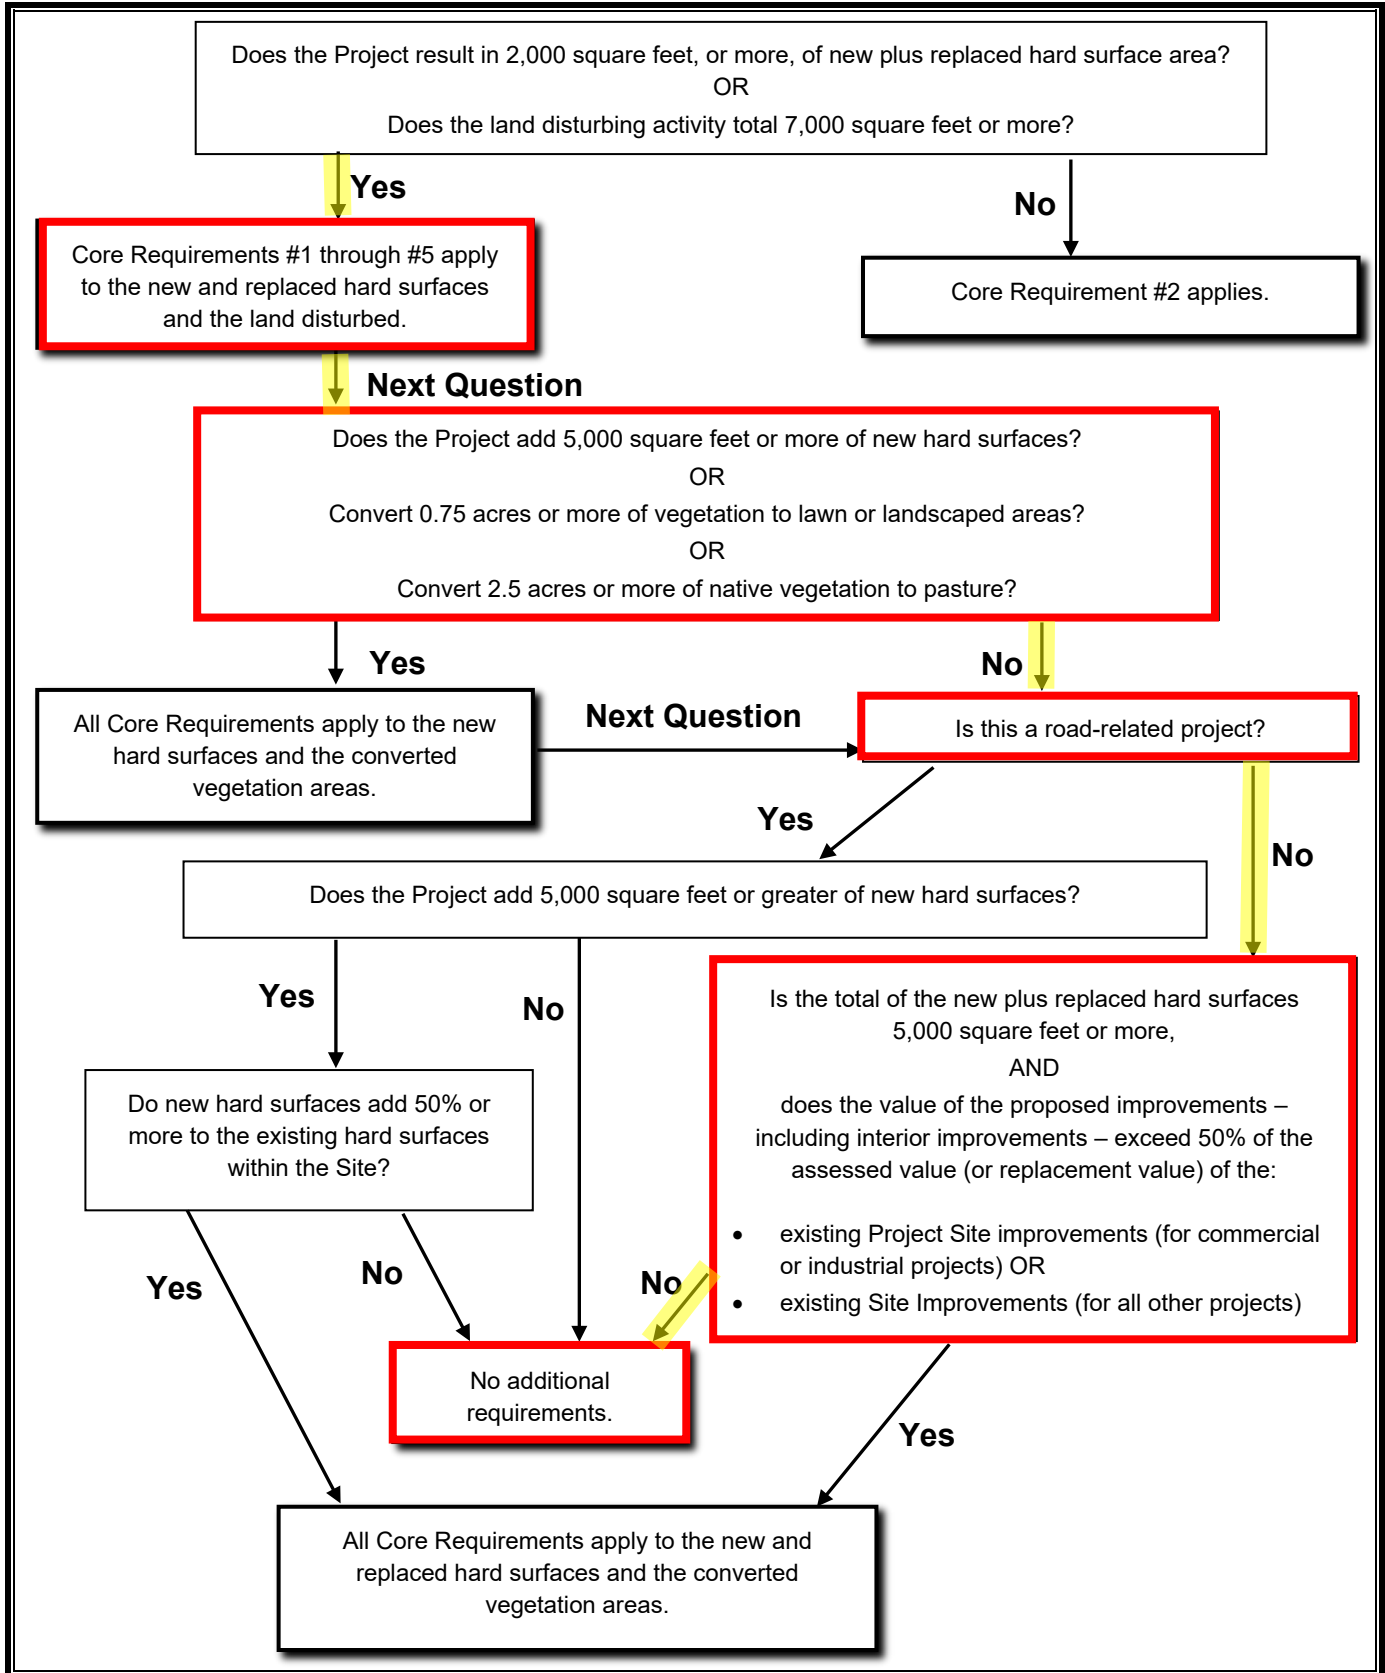 Does the Project result in 2,000 square feet, or more, of new plus replaced hard surface area?
OR
Does the land disturbing activity total 7,000 square feet or more?
Yes
No
Core Requirements #1 through #5 apply
to the new and replaced hard surfaces
and the land disturbed.
Core Requirement #2 applies.
Next Question
Does the Project add 5,000 square feet or more of new hard surfaces?
OR
Convert 0.75 acres or more of vegetation to lawn or landscaped areas?
OR
Convert 2.5 acres or more of native vegetation to pasture?
Yes
No
All Core Requirements apply to the new
hard surfaces and the converted
vegetation areas.
Next Question
Is this a road-related project?
Yes
No
Does the Project add 5,000 square feet or greater of new hard surfaces?
Yes
No
Is the total of the new plus replaced hard surfaces
5,000 square feet or more,
AND
does the value of the proposed improvements –
including interior improvements – exceed 50% of the
assessed value (or replacement value) of the:
• existing Project Site improvements (for commercial
or industrial projects) OR
• existing Site Improvements (for all other projects)
Do new hard surfaces add 50% or
more to the existing hard surfaces
within the Site?
Yes
No
No
No additional
requirements.
Yes
All Core Requirements apply to the new and
replaced hard surfaces and the converted
vegetation areas.